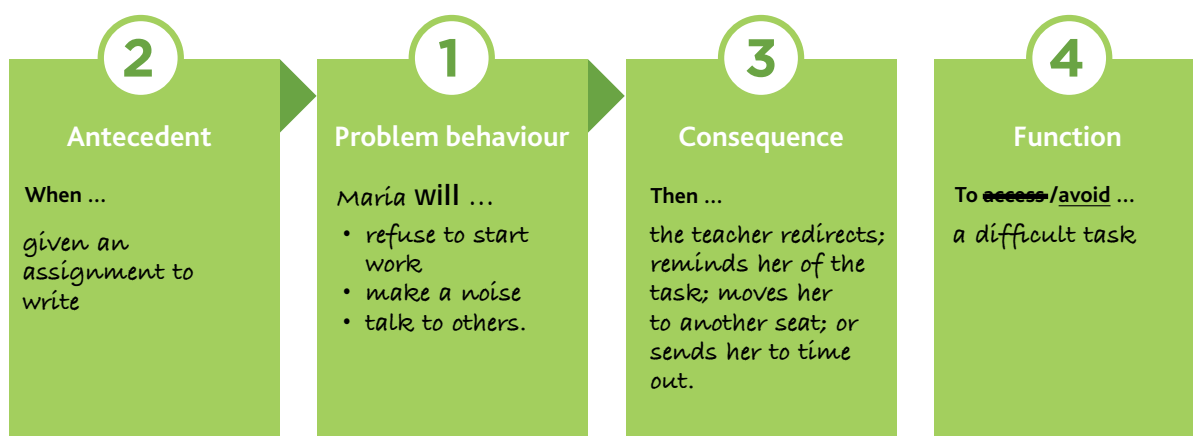 2
Antecedent
When ...
given an
assignment to
write
1
Problem behaviour
Maria will ...
• refuse to start
work
• make a noise
• talk to others.
3
Consequence
Then ...
the teacher redirects;
reminds her of the
task; moves her
to another seat; or
sends her to time
out.
4
Function
To access/avoid ...
a difficult task